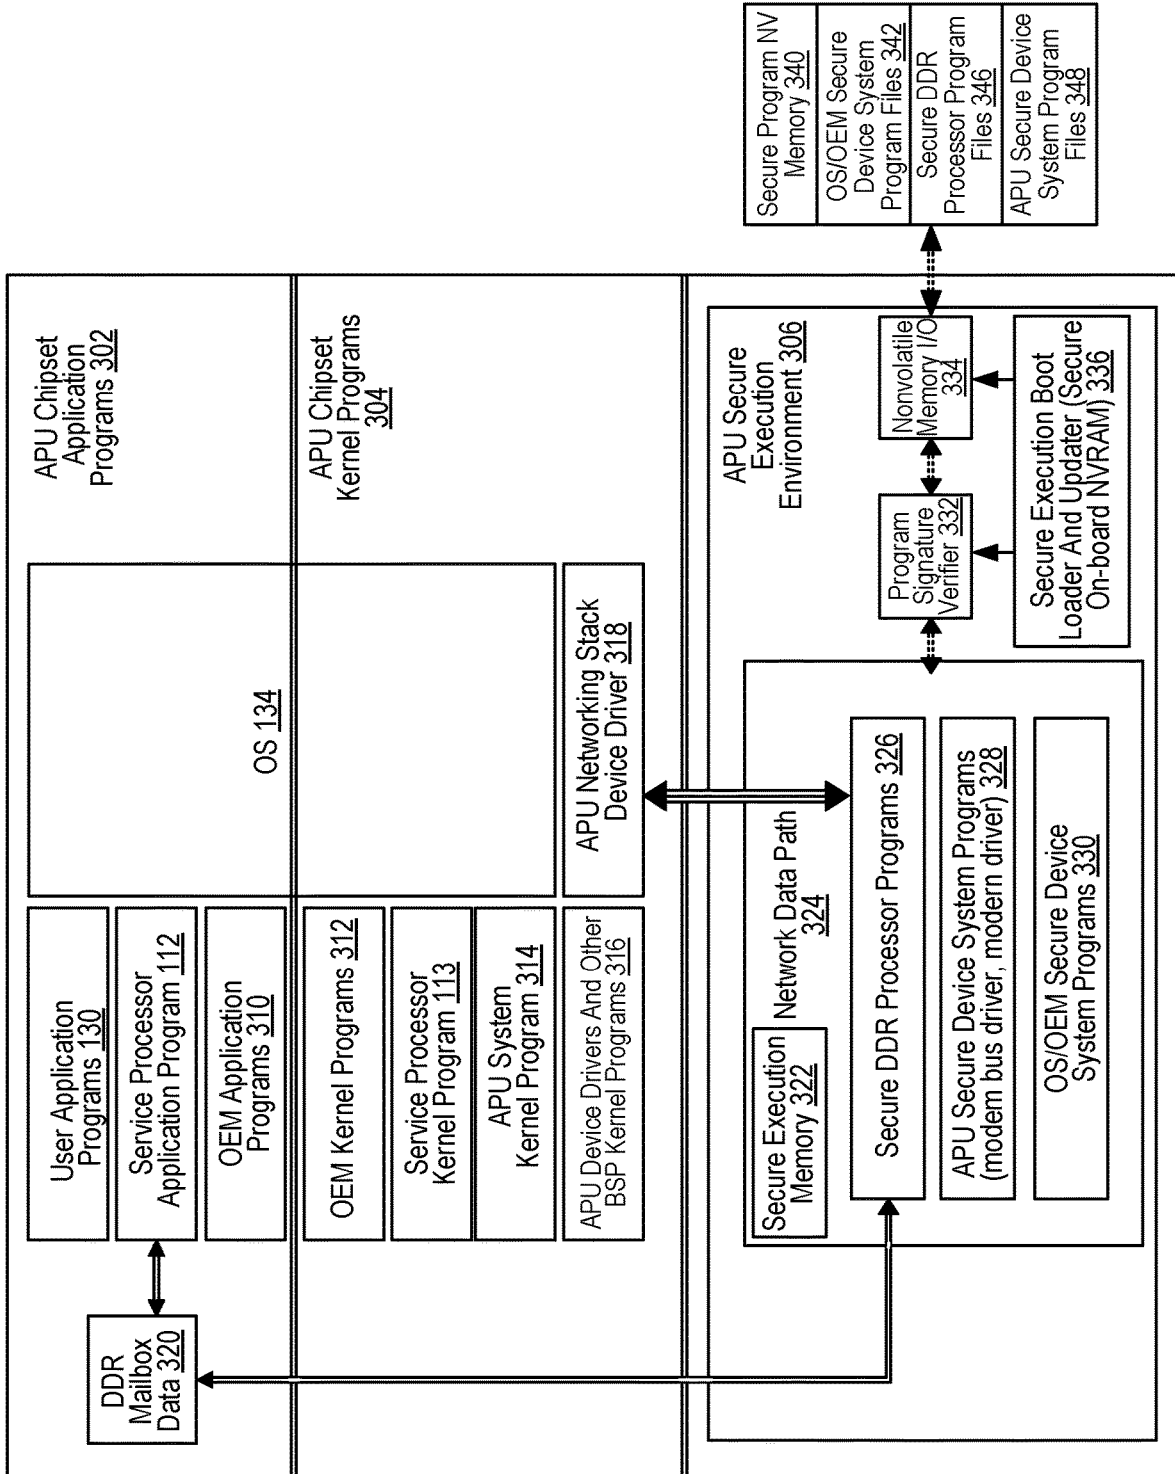 User Application
Programs 130
Service Processor
Application Program 112
OEM Application
Programs 310
DDR
Mailbox
Data 320
OS 134
APU Chipset
Application
Programs 302
OEM Kernel Programs 312
Service Processor
Kernel Program 113
APU System
Kernel Program 314
APU Device Drivers And Other
BSP Kernel Programs 316
APU Networking Stack
Device Driver 318
APU Chipset
Kernel Programs
304
Secure Execution
Memory 322
Network Data Path
324
Secure DDR Processor Programs 326
APU Secure Device System Programs
(modem bus driver, modern driver) 328
OS/OEM Secure Device
System Programs 330
APU Secure
Execution
Environment 306
Program
Signature
Verifier 332
Nonvolatile
Memory I/O
334
Secure Execution Boot
Loader And Updater (Secure
On-board NVRAM) 336
Secure Program NV
Memory 340
OS/OEM Secure
Device System
Program Files 342
Secure DDR
Processor Program
Files 346
APU Secure Device
System Program
Files 348